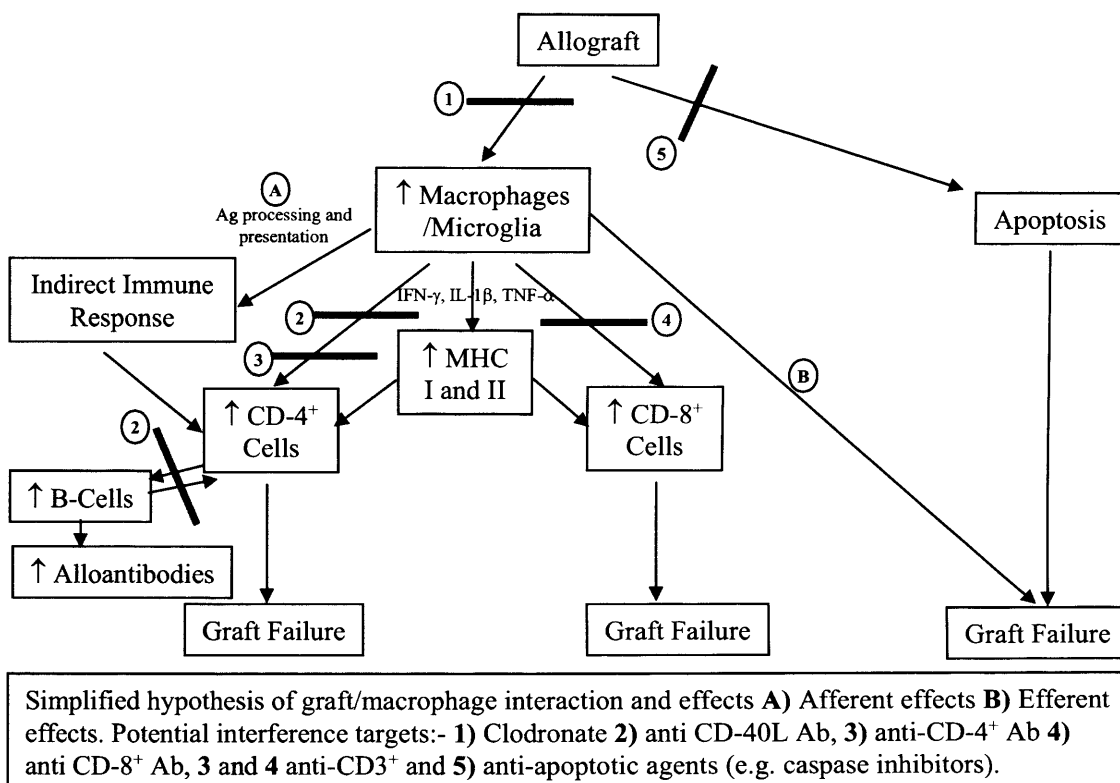 Allograft
1
5
↑ Macrophages
/Microglia
A
Ag processing and
presentation
Apoptosis
Indirect Immune
Response
IFN-γ, IL-1β, TNF-α
2
4
3
↑ MHC
I and II
B
↑ CD-4⁺
Cells
↑ CD-8⁺
Cells
2
↑ B-Cells
↑ Alloantibodies
Graft Failure
Graft Failure
Graft Failure
Simplified hypothesis of graft/macrophage interaction and effects A) Afferent effects B) Efferent
effects. Potential interference targets:- 1) Clodronate 2) anti CD-40L Ab, 3) anti-CD-4⁺ Ab 4)
anti CD-8⁺ Ab, 3 and 4 anti-CD3⁺ and 5) anti-apoptotic agents (e.g. caspase inhibitors).